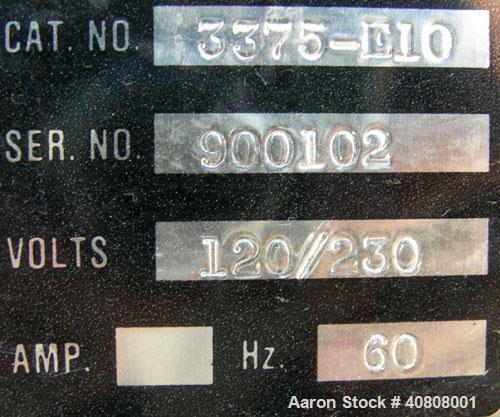 CAT. NO. 3375-E10
SER. NO. 900102
VOLTS 120/230
AMP. Hz. 60
Aaron Stock # 40808001